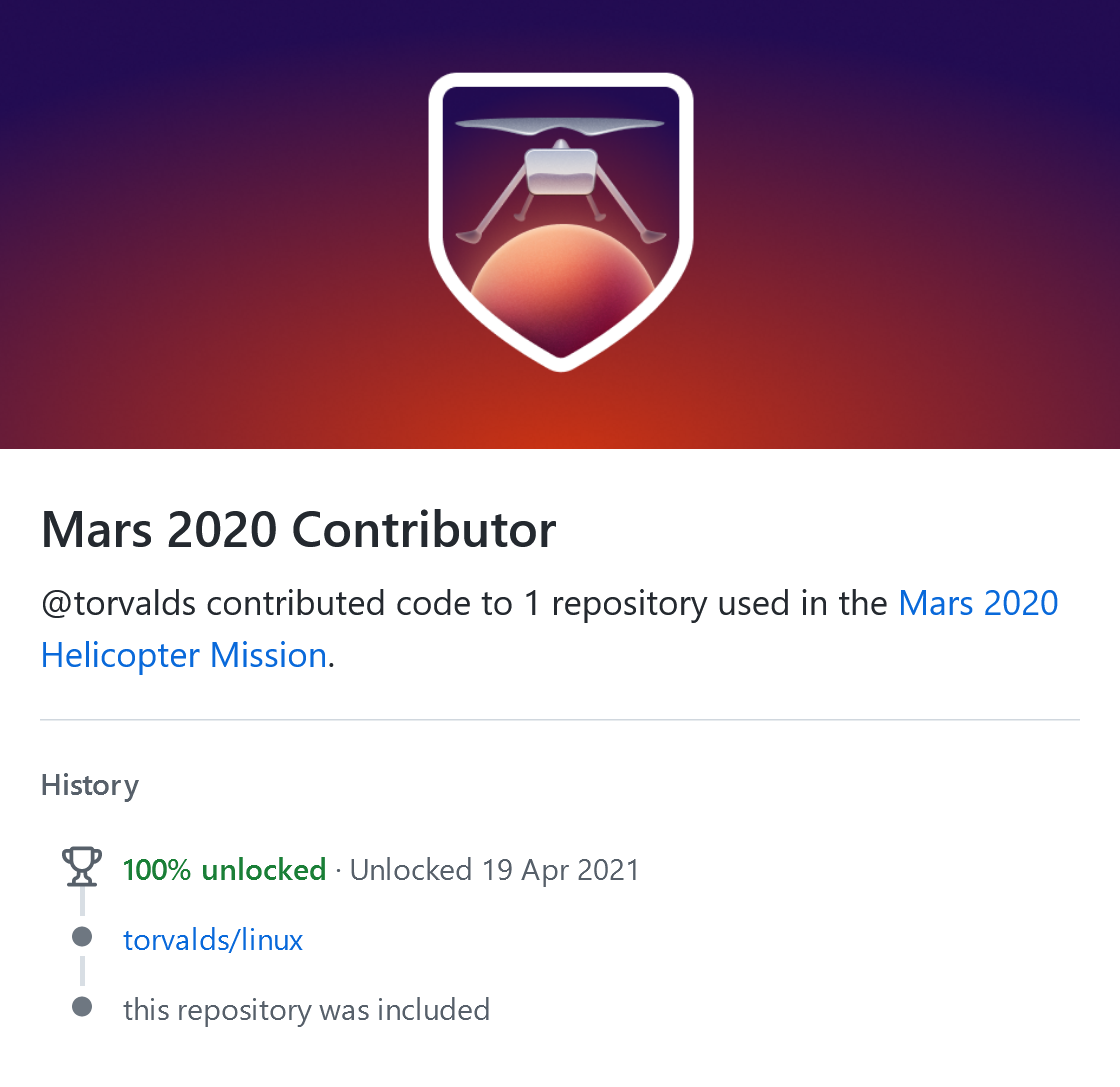 Mars 2020 Contributor
@torvalds contributed code to 1 repository used in the Mars 2020
Helicopter Mission.
History
100% unlocked · Unlocked 19 Apr 2021
torvalds/linux
this repository was included